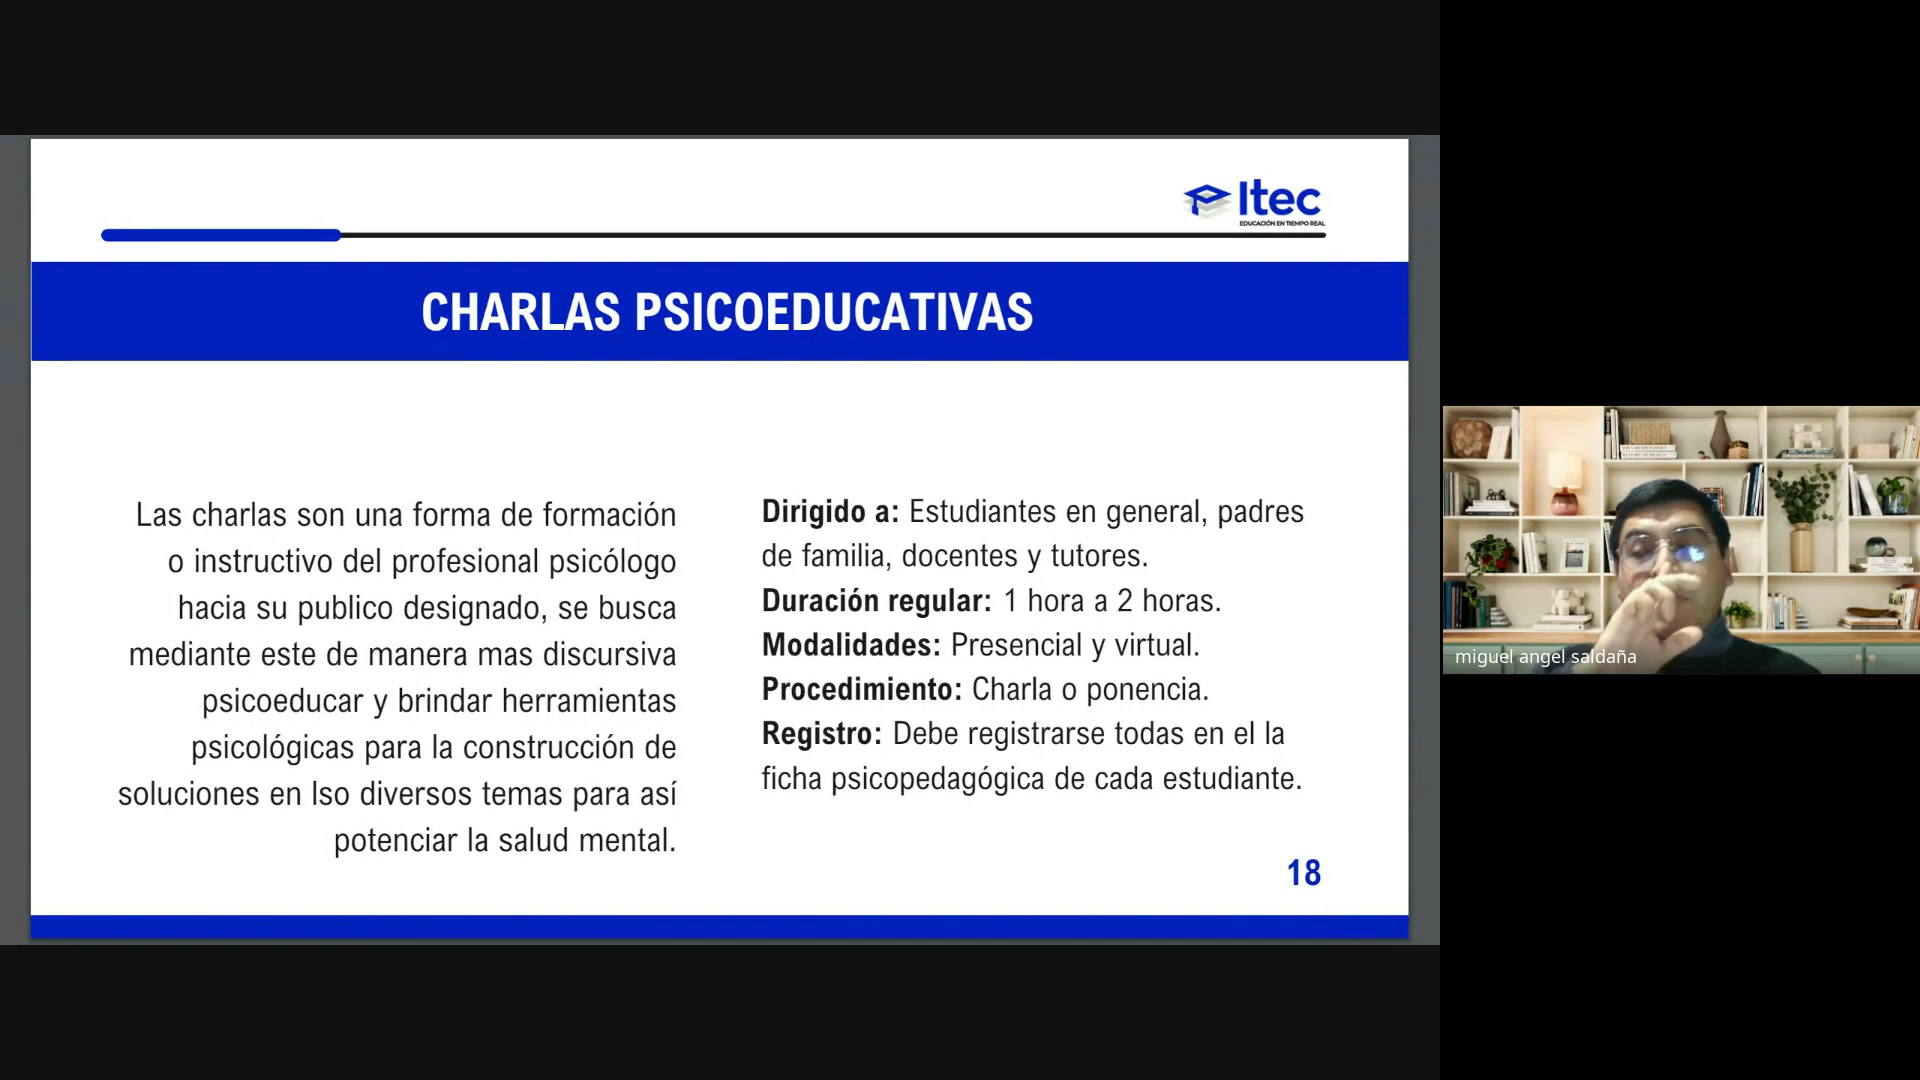 Itec
EDUCACIÓN EN TIEMPO REAL
CHARLAS PSICOEDUCATIVAS
Las charlas son una forma de formación
o instructivo del profesional psicólogo
hacia su publico designado, se busca
mediante este de manera mas discursiva
psicoeducar y brindar herramientas
psicológicas para la construcción de
soluciones en lso diversos temas para así
potenciar la salud mental.
Dirigido a: Estudiantes en general, padres
de familia, docentes y tutores.
Duración regular: 1 hora a 2 horas.
Modalidades: Presencial y virtual.
Procedimiento: Charla o ponencia.
Registro: Debe registrarse todas en el la
ficha psicopedagógica de cada estudiante.
18
miguel angel saldaña